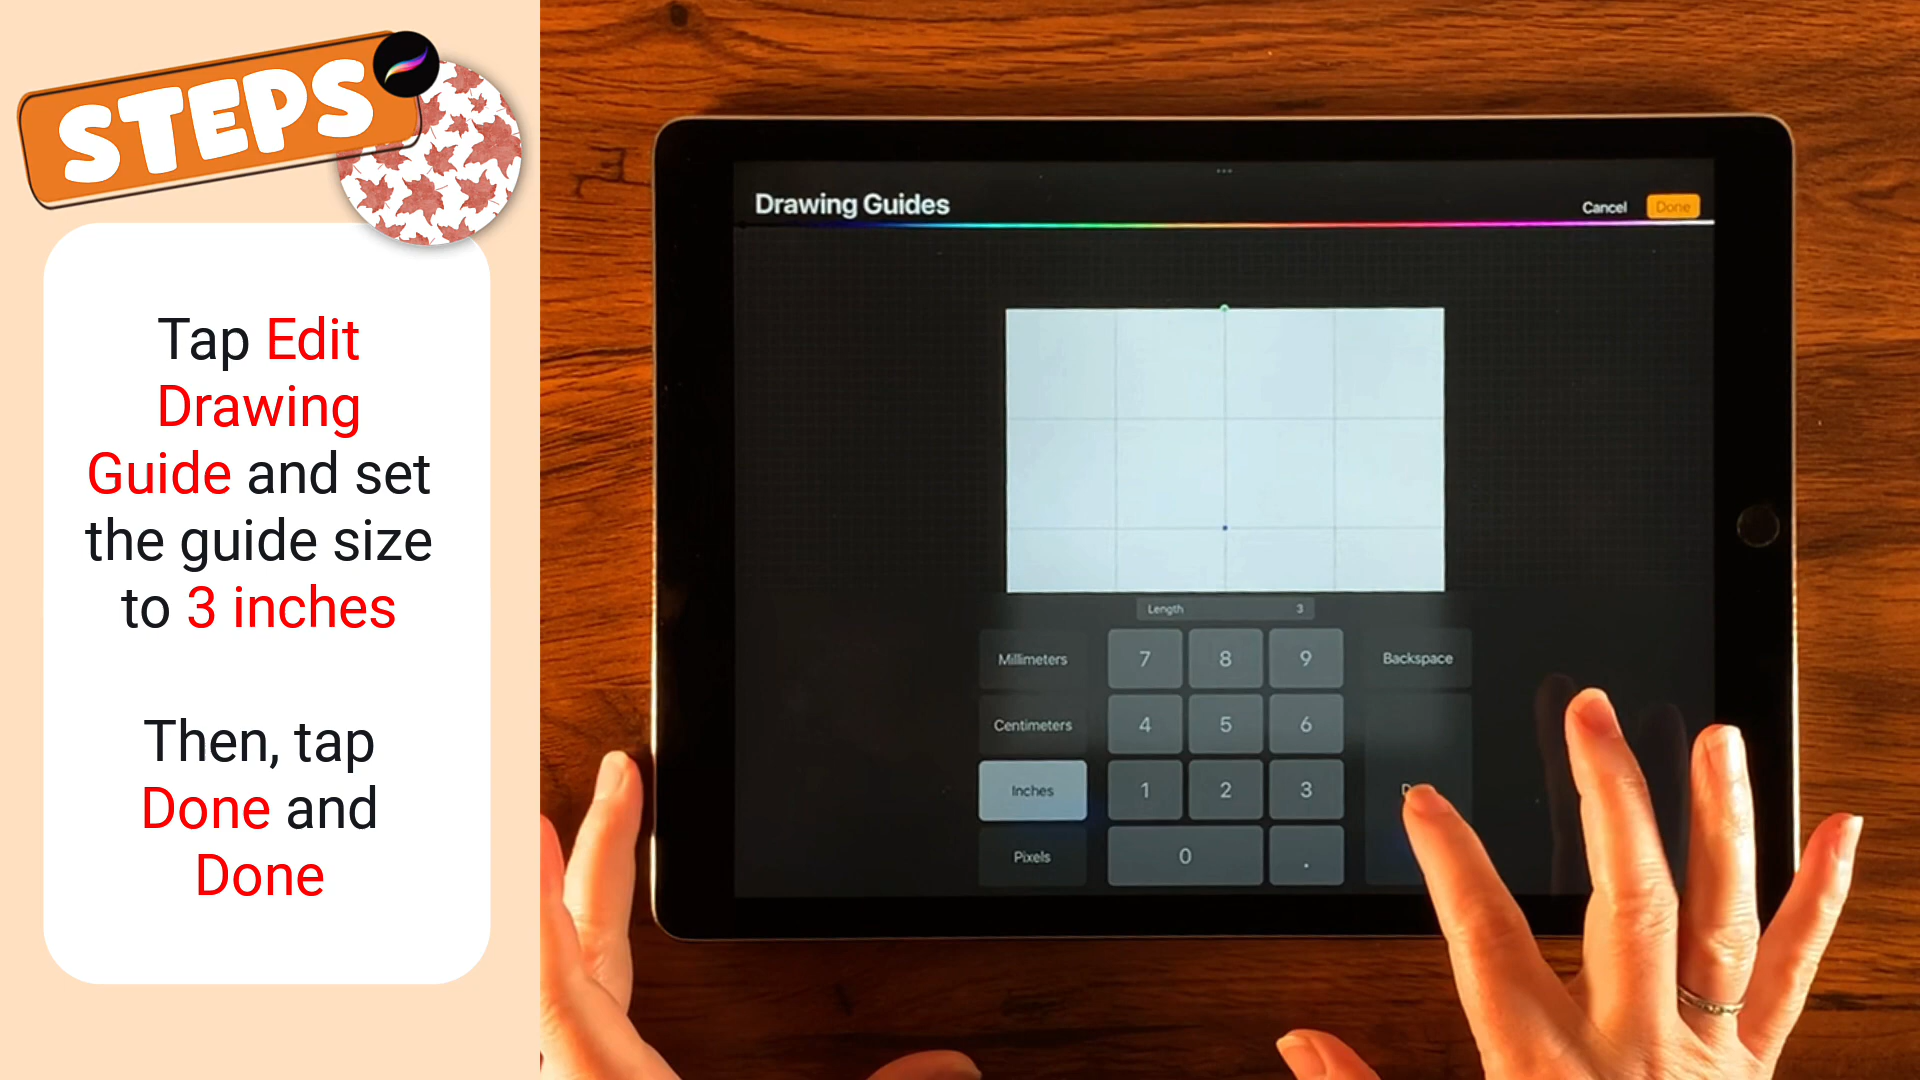 STEPS
Tap Edit
Drawing
Guide and set
the guide size
to 3 inches
Then, tap
Done and
Done
Drawing Guides
Cancel Done
Length 3
Millimeters 7 8 9 Backspace
Centimeters 4 5 6
Inches 1 2 3
Pixels 0 .